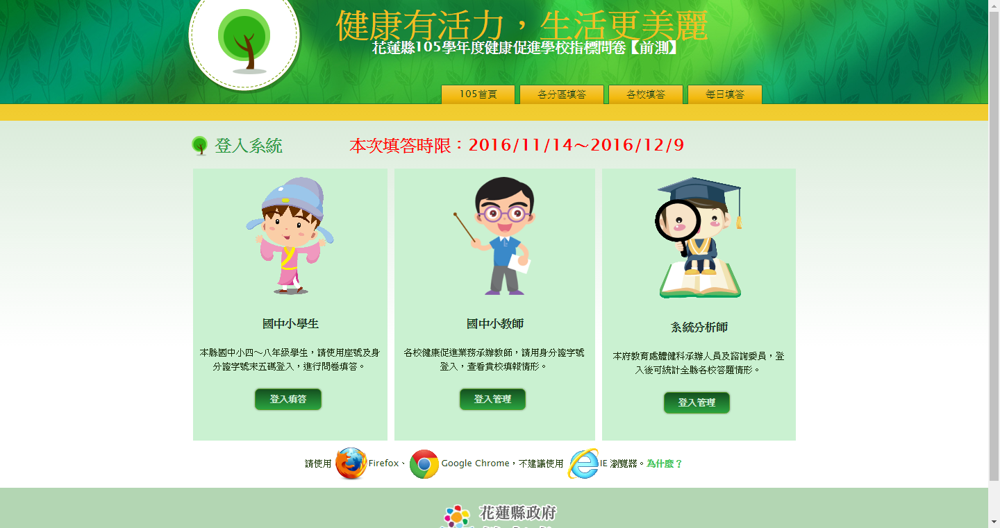 健康有活力，生活更美麗
花蓮縣105學年度健康促進學校指標問卷【前測】
105首頁 各分區填答 各校填答 每日填答
登入系統
本次填答時限：2016/11/14～2016/12/9
國中小學生
本縣國中小四～八年級學生，請使用座號及身
分證字號末五碼登入，進行問卷填答。
登入填答
國中小教師
各校健康促進業務承辦教師，請用身分證字號
登入，查看貴校填報情形。
登入管理
系統分析師
本府教育處體健科承辦人員及諮詢委員，登
入後可統計全縣各校答題情形。
登入管理
請使用 Firefox、 Google Chrome，不建議使用 IE 瀏覽器。為什麼？
花蓮縣政府